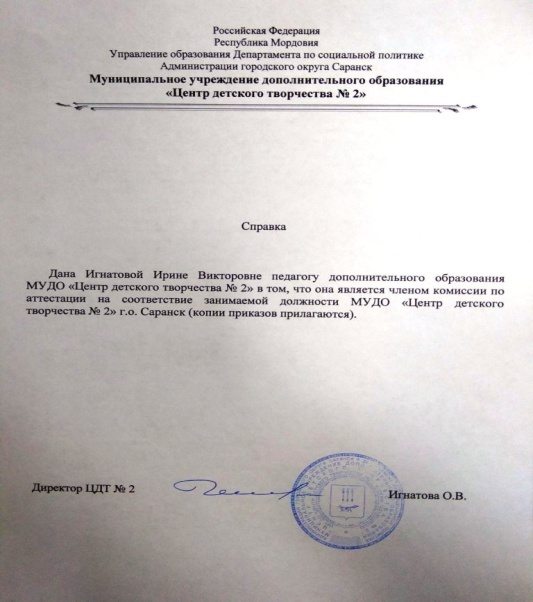 Российская Федерация
Республика Мордовия
Управление образования Департамента по социальной политике
Администрации городского округа Саранск
Муниципальное учреждение дополнительного образования
«Центр детского творчества № 2»
Справка
Дана Игнатовой Ирине Викторовне педагогу дополнительного образования
МУДО «Центр детского творчества № 2» в том, что она является членом комиссии по
аттестации на соответствие занимаемой должности МУДО «Центр детского
творчества № 2» г.о. Саранск (копии приказов прилагаются).
Директор ЦДТ № 2
Игнатова О.В.